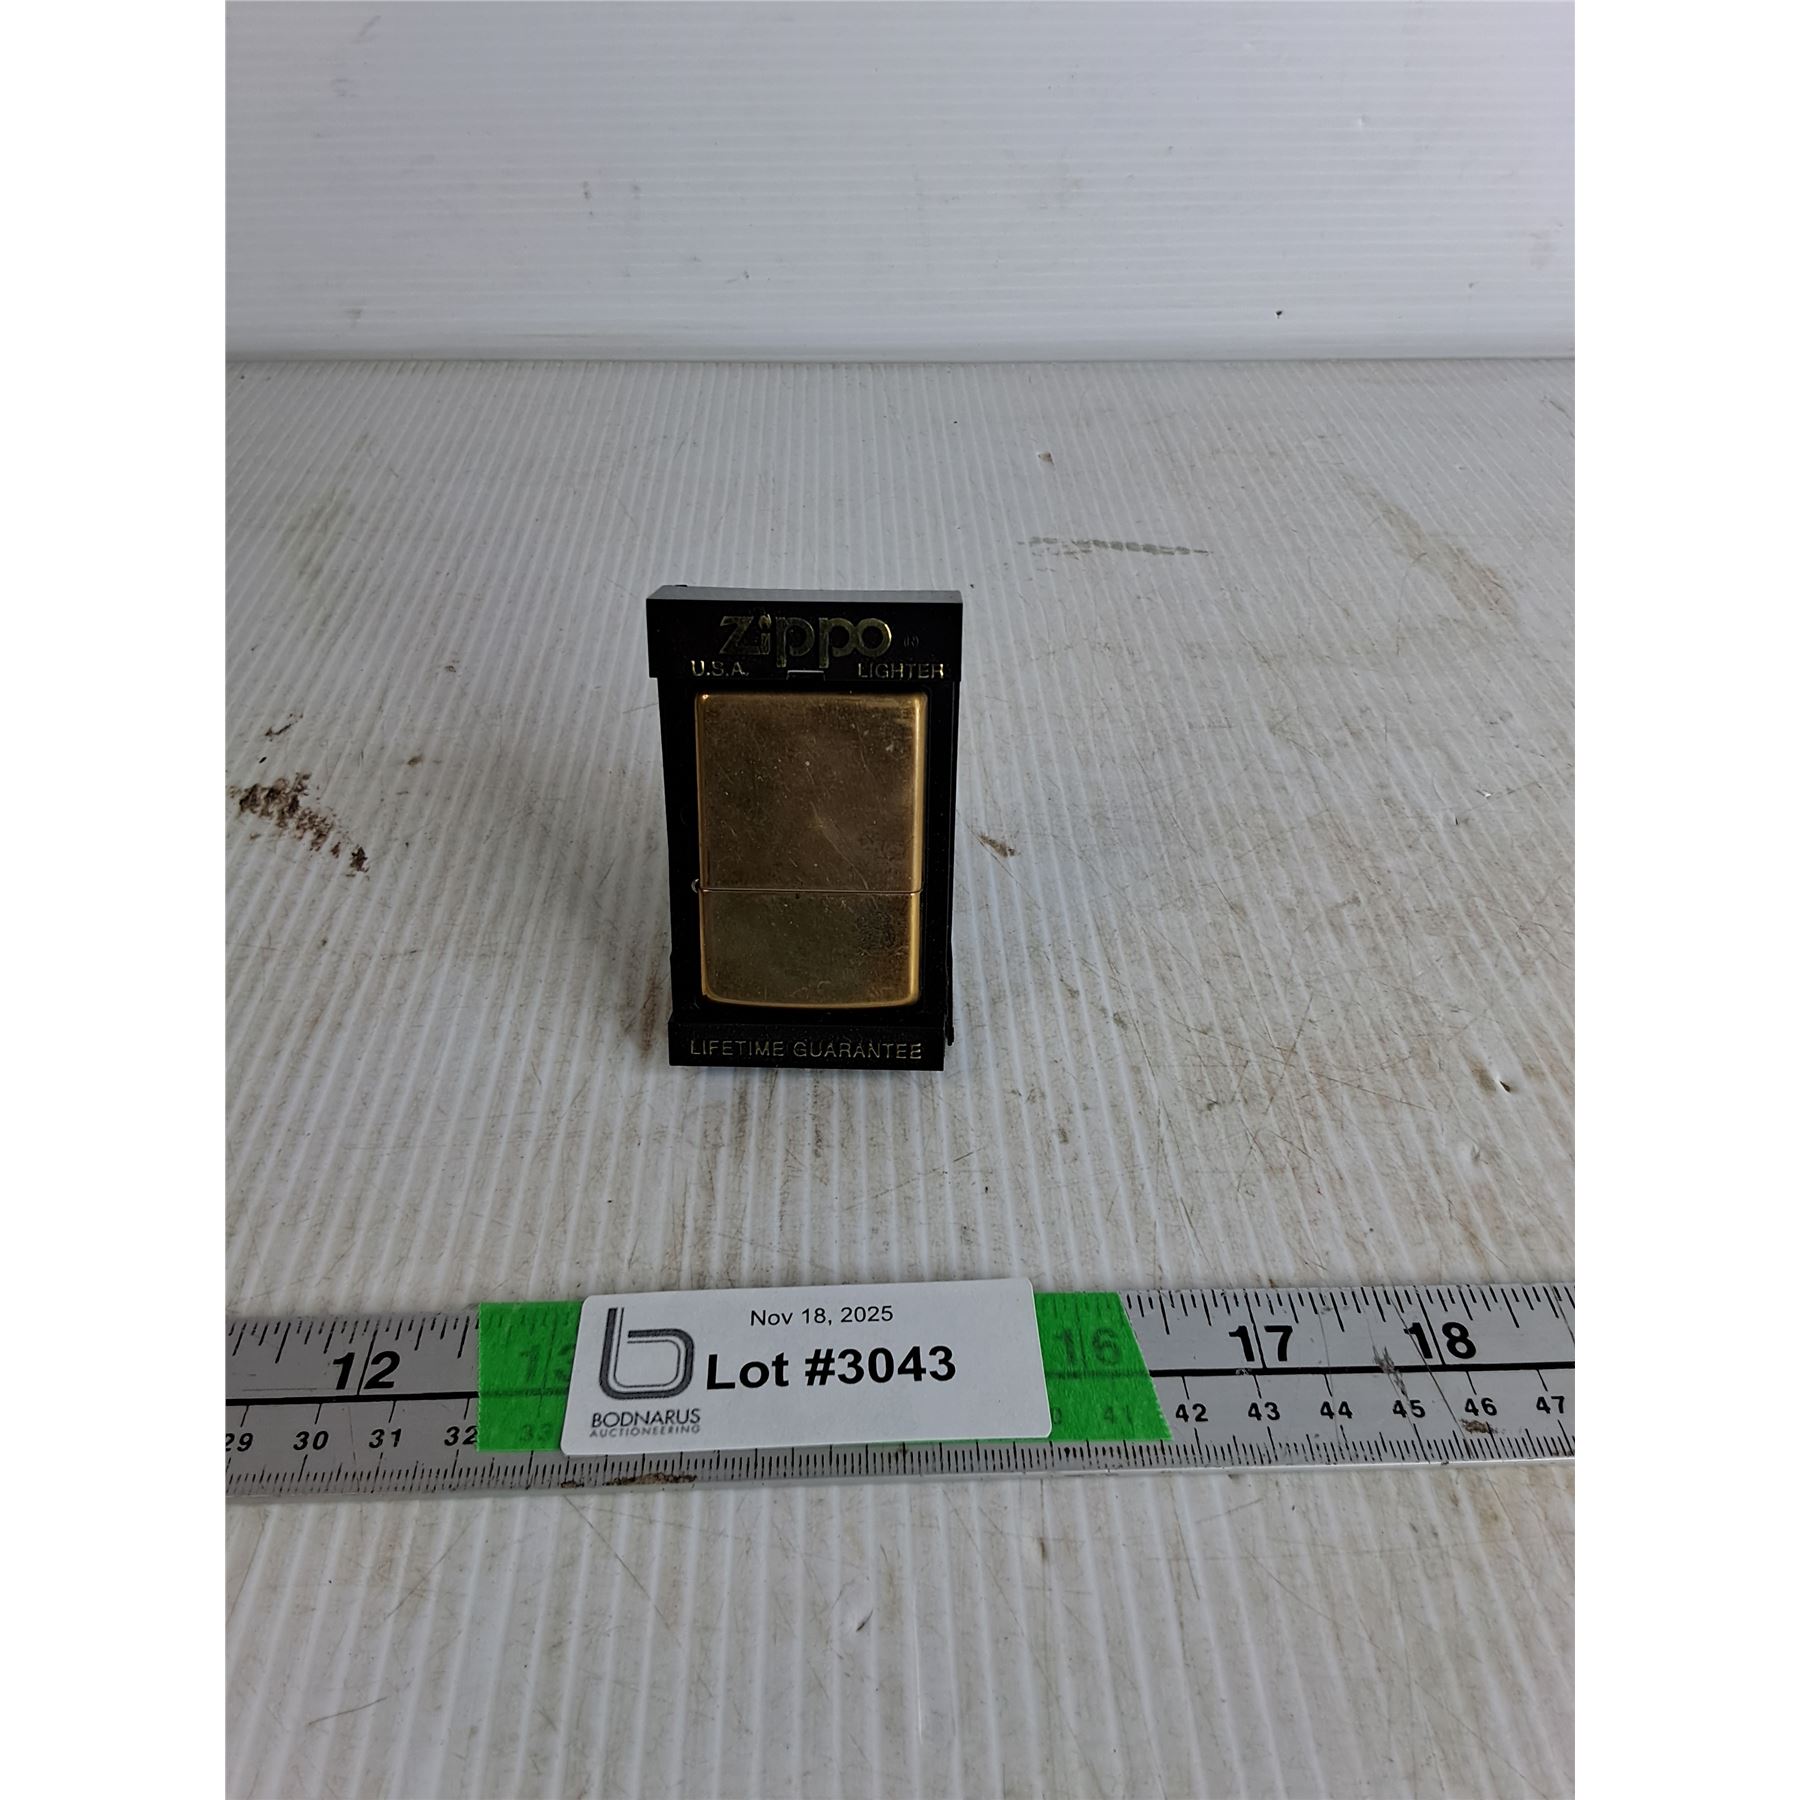 Zippo
U.S.A. LIGHTER
LIFETIME GUARANTEE
Nov 18, 2025
Lot #3043
BODNARUS
AUCTIONEERING
12 13 16 17 18
29 30 31 32 33 41 42 43 44 45 46 47